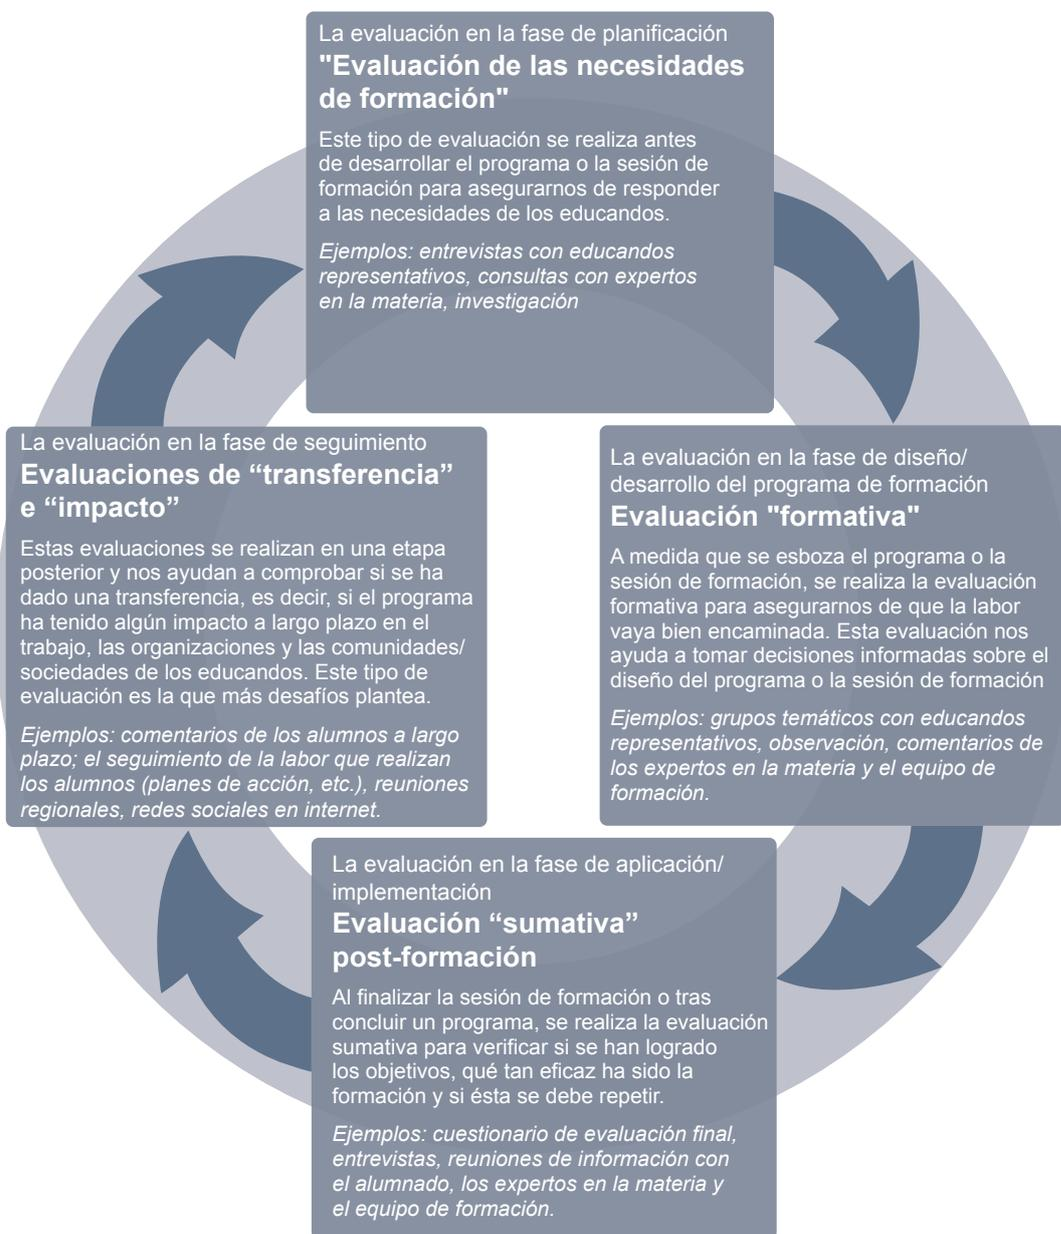 La evaluación en la fase de planificación
"Evaluación de las necesidades
de formación"
Este tipo de evaluación se realiza antes
de desarrollar el programa o la sesión de
formación para asegurarnos de responder
a las necesidades de los educandos.
Ejemplos: entrevistas con educandos
representativos, consultas con expertos
en la materia, investigación
La evaluación en la fase de diseño/
desarrollo del programa de formación
Evaluación "formativa"
A medida que se esboza el programa o la
sesión de formación, se realiza la evaluación
formativa para asegurarnos de que la labor
vaya bien encaminada. Esta evaluación nos
ayuda a tomar decisiones informadas sobre el
diseño del programa o la sesión de formación
Ejemplos: grupos temáticos con educandos
representativos, observación, comentarios de
los expertos en la materia y el equipo de
formación.
La evaluación en la fase de aplicación/
implementación
Evaluación “sumativa”
post-formación
Al finalizar la sesión de formación o tras
concluir un programa, se realiza la evaluación
sumativa para verificar si se han logrado
los objetivos, qué tan eficaz ha sido la
formación y si ésta se debe repetir.
Ejemplos: cuestionario de evaluación final,
entrevistas, reuniones de información con
el alumnado, los expertos en la materia y
el equipo de formación.
La evaluación en la fase de seguimiento
Evaluaciones de “transferencia”
e “impacto”
Estas evaluaciones se realizan en una etapa
posterior y nos ayudan a comprobar si se ha
dado una transferencia, es decir, si el programa
ha tenido algún impacto a largo plazo en el
trabajo, las organizaciones y las comunidades/
sociedades de los educandos. Este tipo de
evaluación es la que más desafíos plantea.
Ejemplos: comentarios de los alumnos a largo
plazo; el seguimiento de la labor que realizan
los alumnos (planes de acción, etc.), reuniones
regionales, redes sociales en internet.